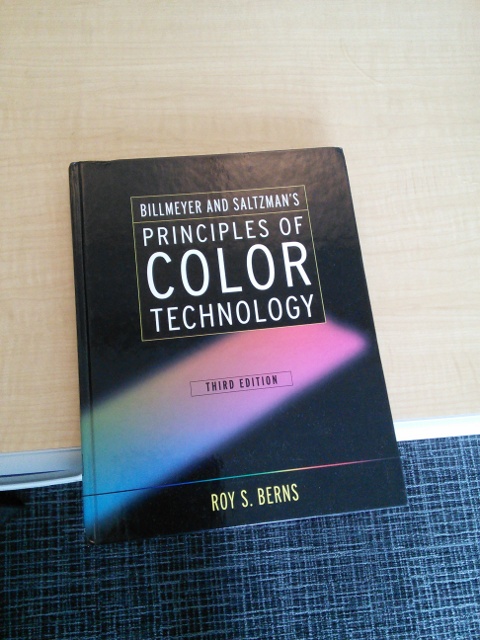 BILLMEYER AND SALTZMAN'S
PRINCIPLES OF
COLOR
TECHNOLOGY
THIRD EDITION
ROY S. BERNS